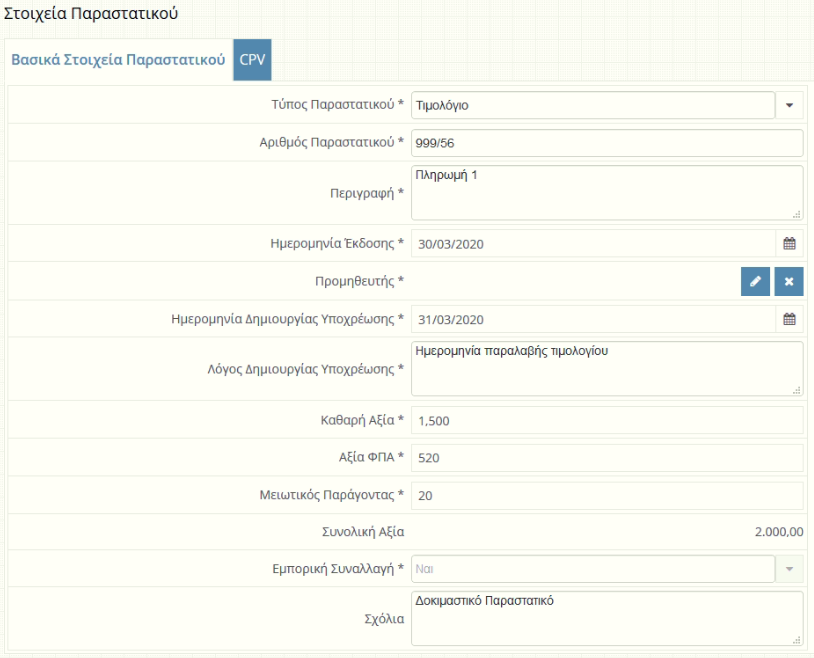 Στοιχεία Παραστατικού
Βασικά Στοιχεία Παραστατικού CPV
Τύπος Παραστατικού * Τιμολόγιο
Αριθμός Παραστατικού * 999/56
Περιγραφή * Πληρωμή 1
Ημερομηνία Έκδοσης * 30/03/2020
Προμηθευτής *
Ημερομηνία Δημιουργίας Υποχρέωσης * 31/03/2020
Λόγος Δημιουργίας Υποχρέωσης * Ημερομηνία παραλαβής τιμολογίου
Καθαρή Αξία * 1,500
Αξία ΦΠΑ * 520
Μειωτικός Παράγοντας * 20
Συνολική Αξία 2.000,00
Εμπορική Συναλλαγή * Ναι
Σχόλια Δοκιμαστικό Παραστατικό